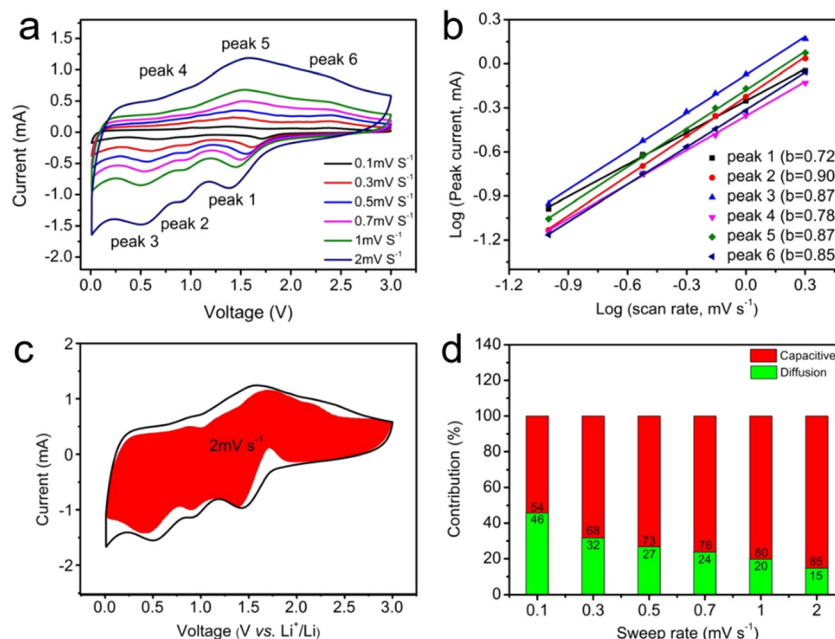 a
peak 5
peak 6
peak 4
peak 1
peak 2
peak 3
0.1mV S⁻¹
0.3mV S⁻¹
0.5mV S⁻¹
0.7mV S⁻¹
1mV S⁻¹
2mV S⁻¹
Current (mA)
2.0
1.5
1.0
0.5
0.0
-0.5
-1.0
-1.5
-2.0
0.0 0.5 1.0 1.5 2.0 2.5 3.0
Voltage (V)
b
Log (Peak current, mA)
0.3
0.0
-0.3
-0.6
-0.9
-1.2
peak 1 (b=0.72
peak 2 (b=0.90
peak 3 (b=0.87
peak 4 (b=0.78
peak 5 (b=0.87
peak 6 (b=0.85
-1.2 -0.9 -0.6 -0.3 0.0 0.3
Log (scan rate, mV s⁻¹)
c
Current (mA)
2
1
0
-1
-2
2mV s⁻¹
0.0 0.5 1.0 1.5 2.0 2.5 3.0
Voltage (V vs. Li⁺/Li)
d
Capacitive
Diffusion
Contribution (%)
140
120
100
80
60
40
20
0
54 68 73 76 80 85
46 32 27 24 20 15
0.1 0.3 0.5 0.7 1 2
Sweep rate (mV s⁻¹)